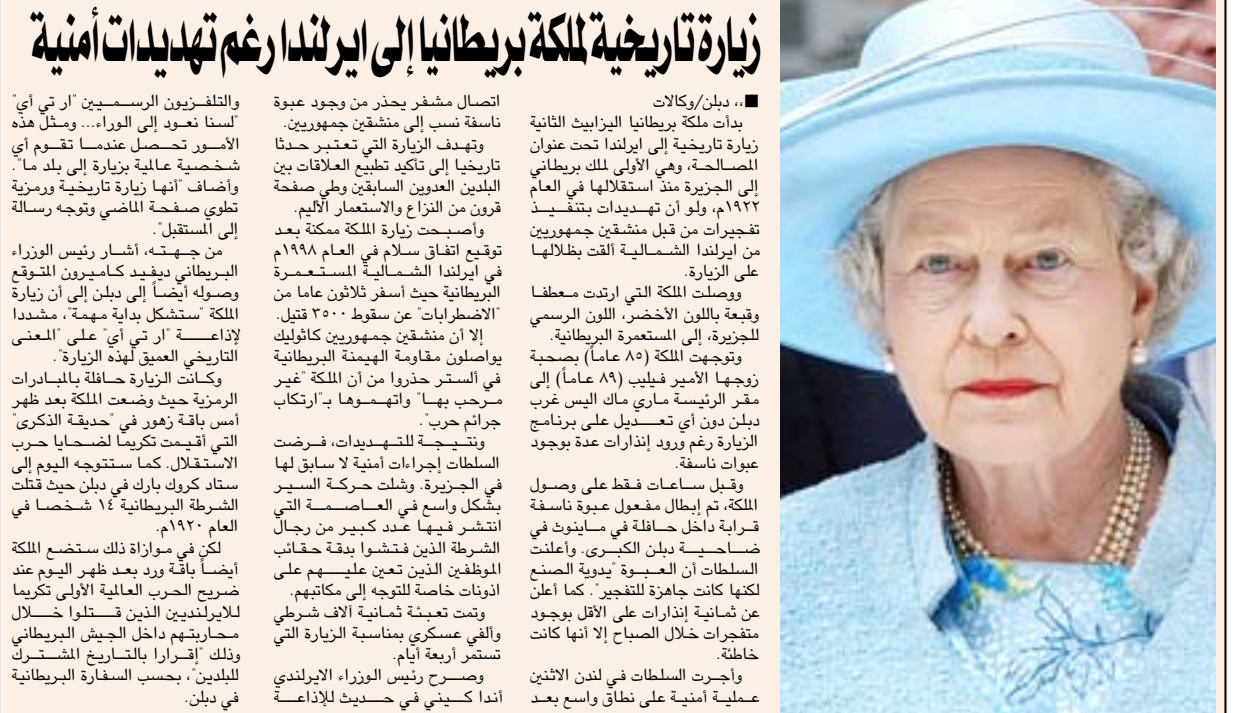 زيارة تاريخية لملكة بريطانيا إلى ايرلندا رغم تهديدات أمنية
■،، دبلن/وكالات
بدأت ملكة بريطانيا اليزابيث الثانية
زيارة تاريخية إلى ايرلندا تحت عنوان
المصالحة، وهي الأولى لملك بريطاني
إلى الجزيرة منذ استقلالها في العام
١٩٢٢م، ولو أن تهديدات بتنفيذ
تفجيرات من قبل منشقين جمهوريين
من ايرلندا الشمالية ألقت بظلالها
على الزيارة.
ووصلت الملكة التي ارتدت معطفا
وقبعة باللون الأخضر، اللون الرسمي
للجزيرة، إلى المستعمرة البريطانية.
وتوجهت الملكة (٨٥ عاماً) بصحبة
زوجها الأمير فيليب (٨٩ عاماً) إلى
مقر الرئيسة ماري ماك اليس غرب
دبلن دون أي تعديل على برنامج
الزيارة رغم ورود إنذارات عدة بوجود
عبوات ناسفة.
وقبل ساعات فقط على وصول
الملكة، تم إبطال مفعول عبوة ناسفة
قرابة داخل حافلة في ماينوث في
ضاحية دبلن الكبرى. وأعلنت
السلطات أن العبوة "يدوية الصنع
لكنها كانت جاهزة للتفجير". كما أعلن
عن ثمانية إنذارات على الأقل بوجود
متفجرات خلال الصباح إلا أنها كانت
خاطئة.
وأجرت السلطات في لندن الاثنين
عملية أمنية على نطاق واسع بعد
اتصال مشفر يحذر من وجود عبوة
ناسفة نسب إلى منشقين جمهوريين.
وتهدف الزيارة التي تعتبر حدثا
تاريخيا إلى تأكيد تطبيع العلاقات بين
البلدين العدوين السابقين وطي صفحة
قرون من النزاع والاستعمار الأليم.
وأصبحت زيارة الملكة ممكنة بعد
توقيع اتفاق سلام في العام ١٩٩٨م
في ايرلندا الشمالية المستعمرة
البريطانية حيث أسفر ثلاثون عاما من
"الاضطرابات" عن سقوط ٣٥٠٠ قتيل.
إلا أن منشقين جمهوريين كاثوليك
يواصلون مقاومة الهيمنة البريطانية
في ألستر حذروا من أن الملكة "غير
مرحب بها" واتهموها بـ"ارتكاب
جرائم حرب".
ونتيجة للتهديدات، فرضت
السلطات إجراءات أمنية لا سابق لها
في الجزيرة. وشلت حركة السير
بشكل واسع في العاصمة التي
انتشر فيها عدد كبير من رجال
الشرطة الذين فتشوا بدقة حقائب
الموظفين الذين تعين عليهم على
اذونات خاصة للتوجه إلى مكاتبهم.
وتمت تعبئة ثمانية آلاف شرطي
وألفي عسكري بمناسبة الزيارة التي
تستمر أربعة أيام.
وصرح رئيس الوزراء الايرلندي
أندا كيني في حديث للإذاعة
والتلفزيون الرسميين "ار تي أي"
"لسنا نعود إلى الوراء... ومثل هذه
الأمور تحصل عندما تقوم أي
شخصية عالمية بزيارة إلى بلد ما".
وأضاف "أنها زيارة تاريخية ورمزية
تطوي صفحة الماضي وتوجه رسالة
إلى المستقبل".
من جهته، أشار رئيس الوزراء
البريطاني ديفيد كاميرون المتوقع
وصوله أيضاً إلى دبلن إلى أن زيارة
الملكة "ستشكل بداية مهمة"، مشددا
لإذاعة "ار تي أي" على "المعنى
التاريخي العميق لهذه الزيارة".
وكانت الزيارة حافلة بالمبادرات
الرمزية حيث وضعت الملكة بعد ظهر
أمس باقة زهور في "حديقة الذكرى"
التي أقيمت تكريما لضحايا حرب
الاستقلال. كما ستتوجه اليوم إلى
ستاد كروك بارك في دبلن حيث قتلت
الشرطة البريطانية ١٤ شخصا في
العام ١٩٢٠م.
لكن في موازاة ذلك ستضع الملكة
أيضاً باقة ورد بعد ظهر اليوم عند
ضريح الحرب العالمية الأولى تكريما
للايرلنديين الذين قتلوا خلال
محاربتهم داخل الجيش البريطاني
وذلك "إقرارا بالتاريخ المشترك
للبلدين"، بحسب السفارة البريطانية
في دبلن.